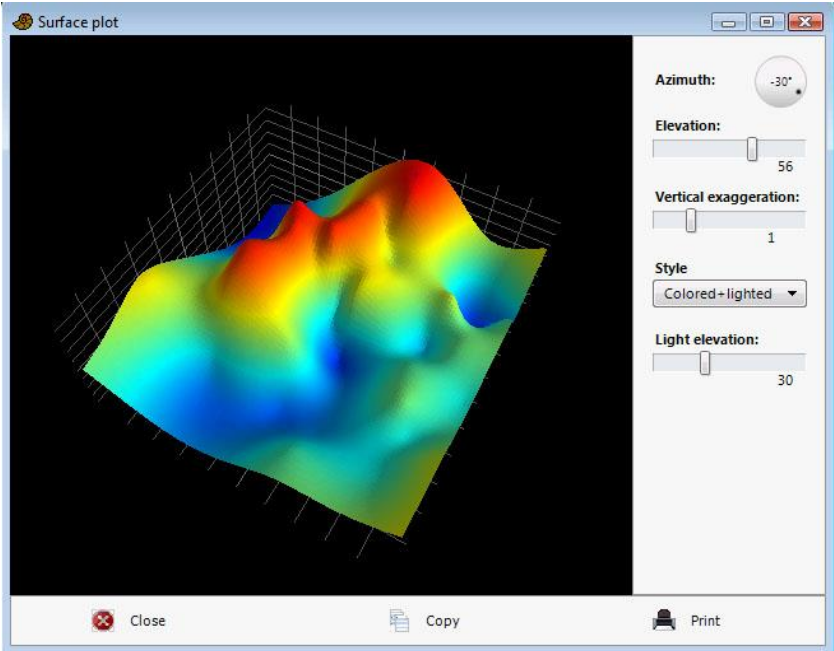 Surface plot
Azimuth:
-30°
Elevation:
56
Vertical exaggeration:
1
Style
Colored+lighted
Light elevation:
30
Close
Copy
Print